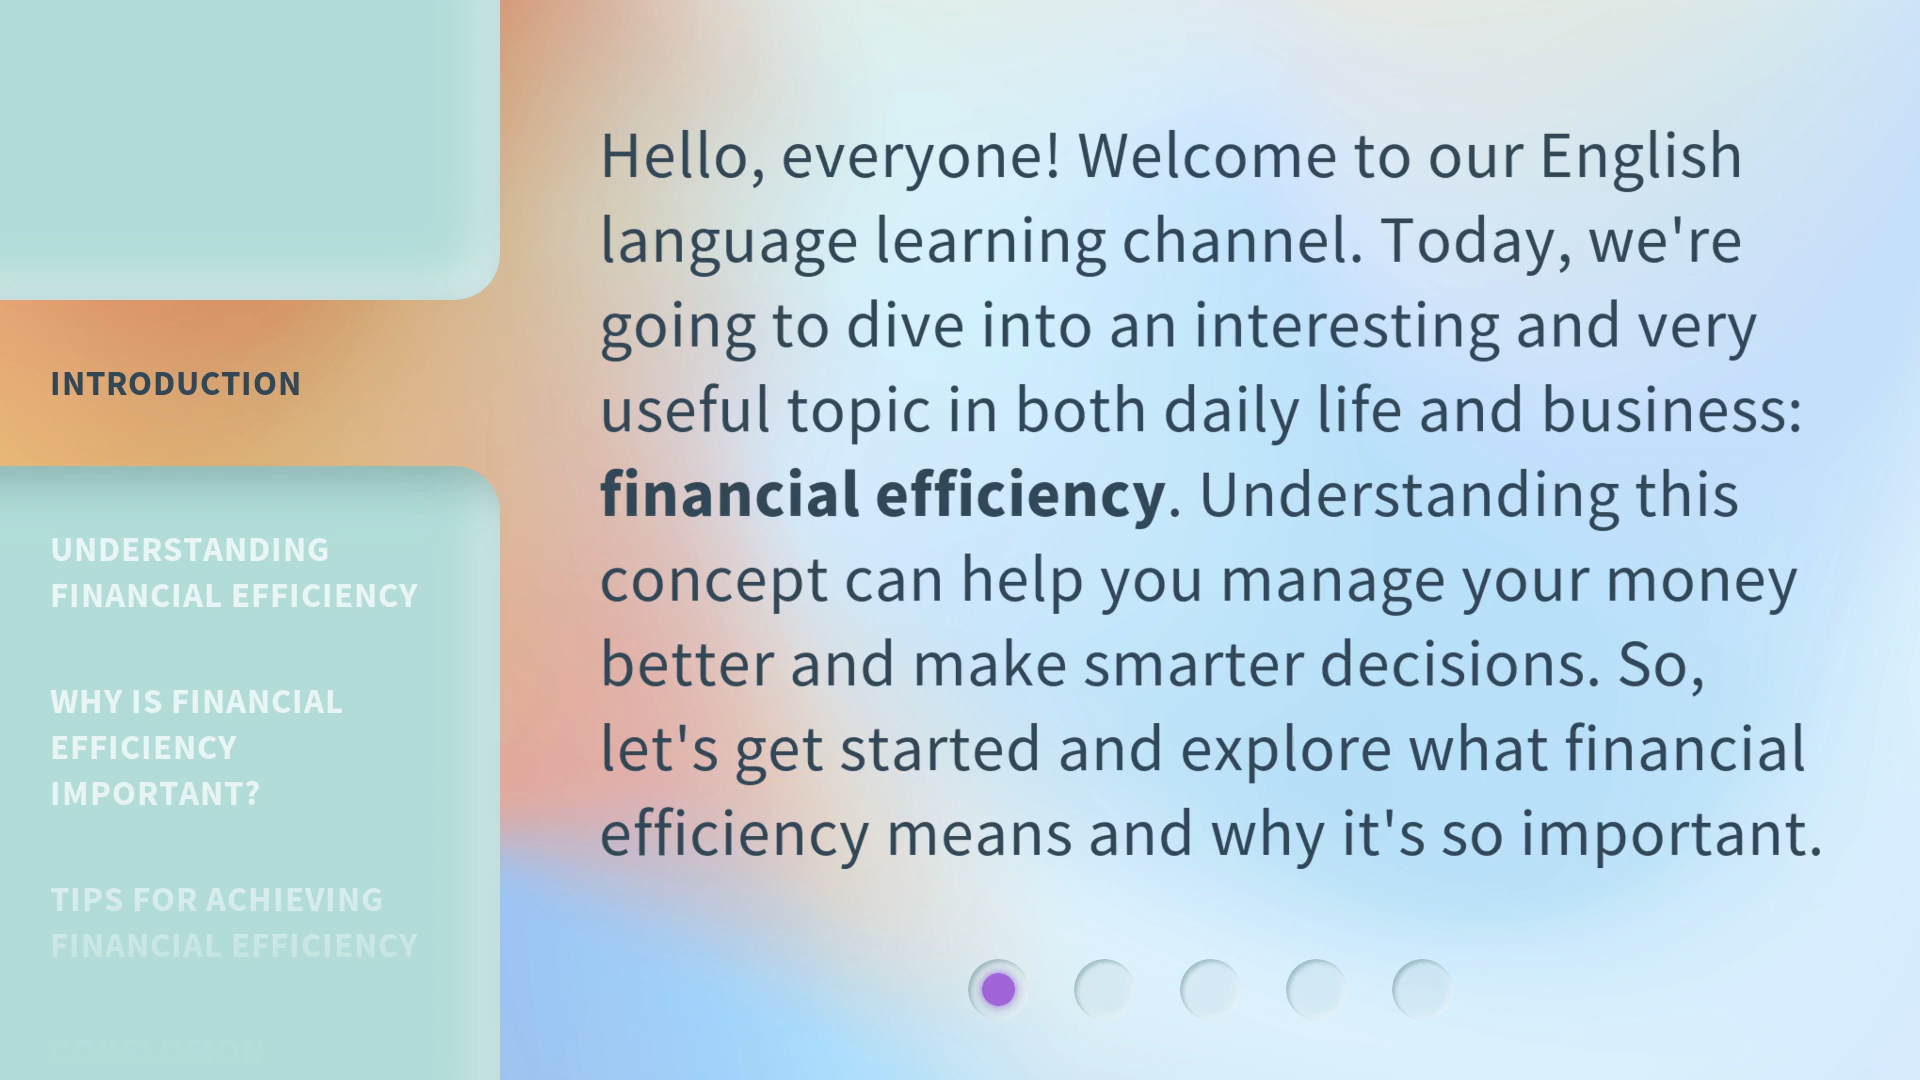 INTRODUCTION
UNDERSTANDING
FINANCIAL EFFICIENCY
WHY IS FINANCIAL
EFFICIENCY
IMPORTANT?
TIPS FOR ACHIEVING
FINANCIAL EFFICIENCY
CONCLUSION
Hello, everyone! Welcome to our English
language learning channel. Today, we're
going to dive into an interesting and very
useful topic in both daily life and business:
financial efficiency. Understanding this
concept can help you manage your money
better and make smarter decisions. So,
let's get started and explore what financial
efficiency means and why it's so important.